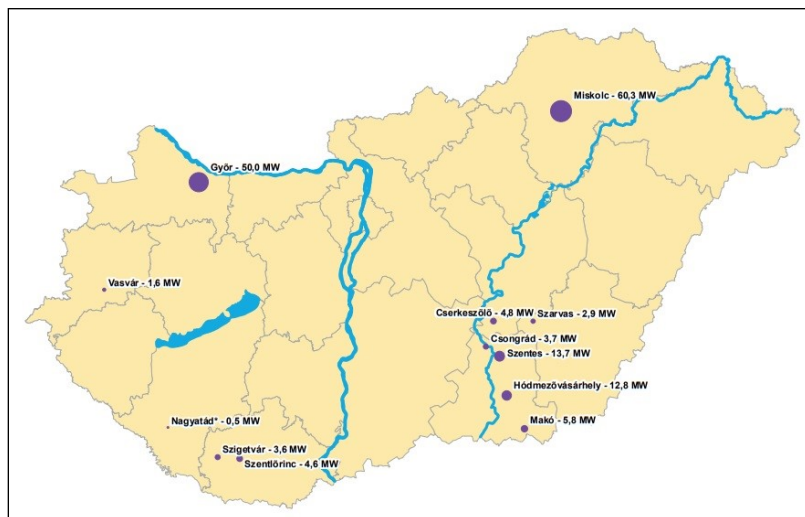 Miskolc - 60,3 MW
Győr - 50,0 MW
Vasvár - 1,6 MW
Cserkeszőlő - 4,8 MW
Szarvas - 2,9 MW
Csongrád - 3,7 MW
Szentes - 13,7 MW
Hódmezővásárhely - 12,8 MW
Nagyatád* - 0,5 MW
Makó - 5,8 MW
Szigetvár - 3,6 MW
Szentlőrinc - 4,6 MW